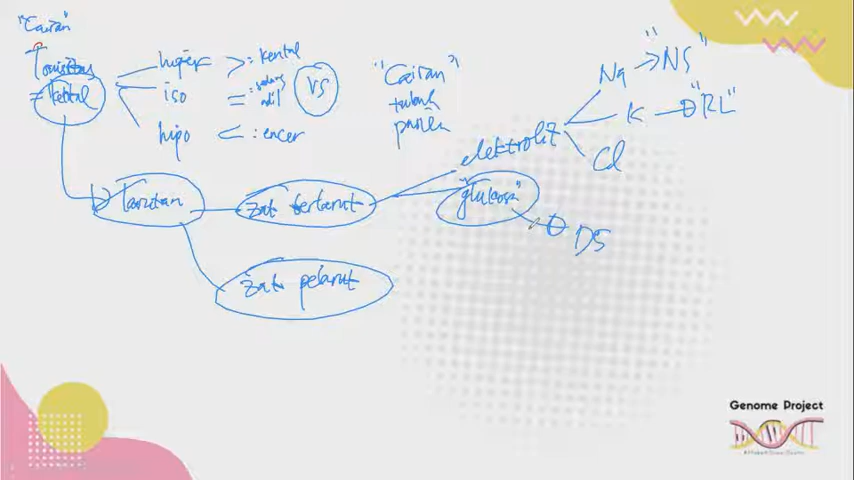 "Cairan"
Tonisitas
= kental
hiper > : kental
iso = : sedang adil
hipo < : encer
VS
"Cairan"
tubuh
pasien
elektrolit
Na → "NS"
K → "RL"
Cl
Larutan
zat terlarut
"glukosa"
D5
zat pelarut
Genome Project